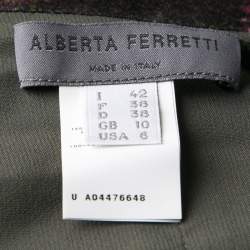 ALBERTA FERRETTI
MADE IN ITALY
I 42
F 38
D 38
GB 10
USA 6
U A04476648